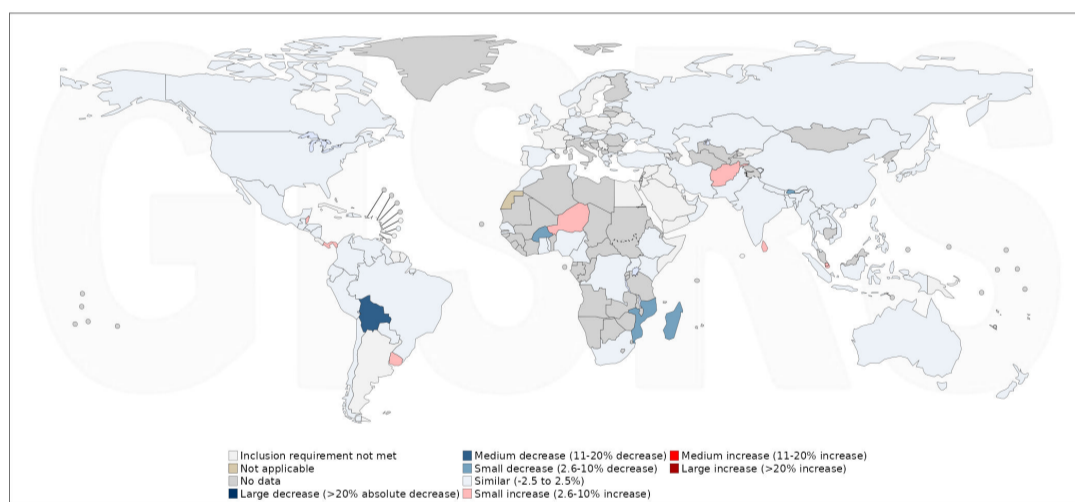 GISRS
Inclusion requirement not met
Not applicable
No data
Large decrease (>20% absolute decrease)
Medium decrease (11-20% decrease)
Small decrease (2.6-10% decrease)
Similar (-2.5 to 2.5%)
Small increase (2.6-10% increase)
Medium increase (11-20% increase)
Large increase (>20% increase)